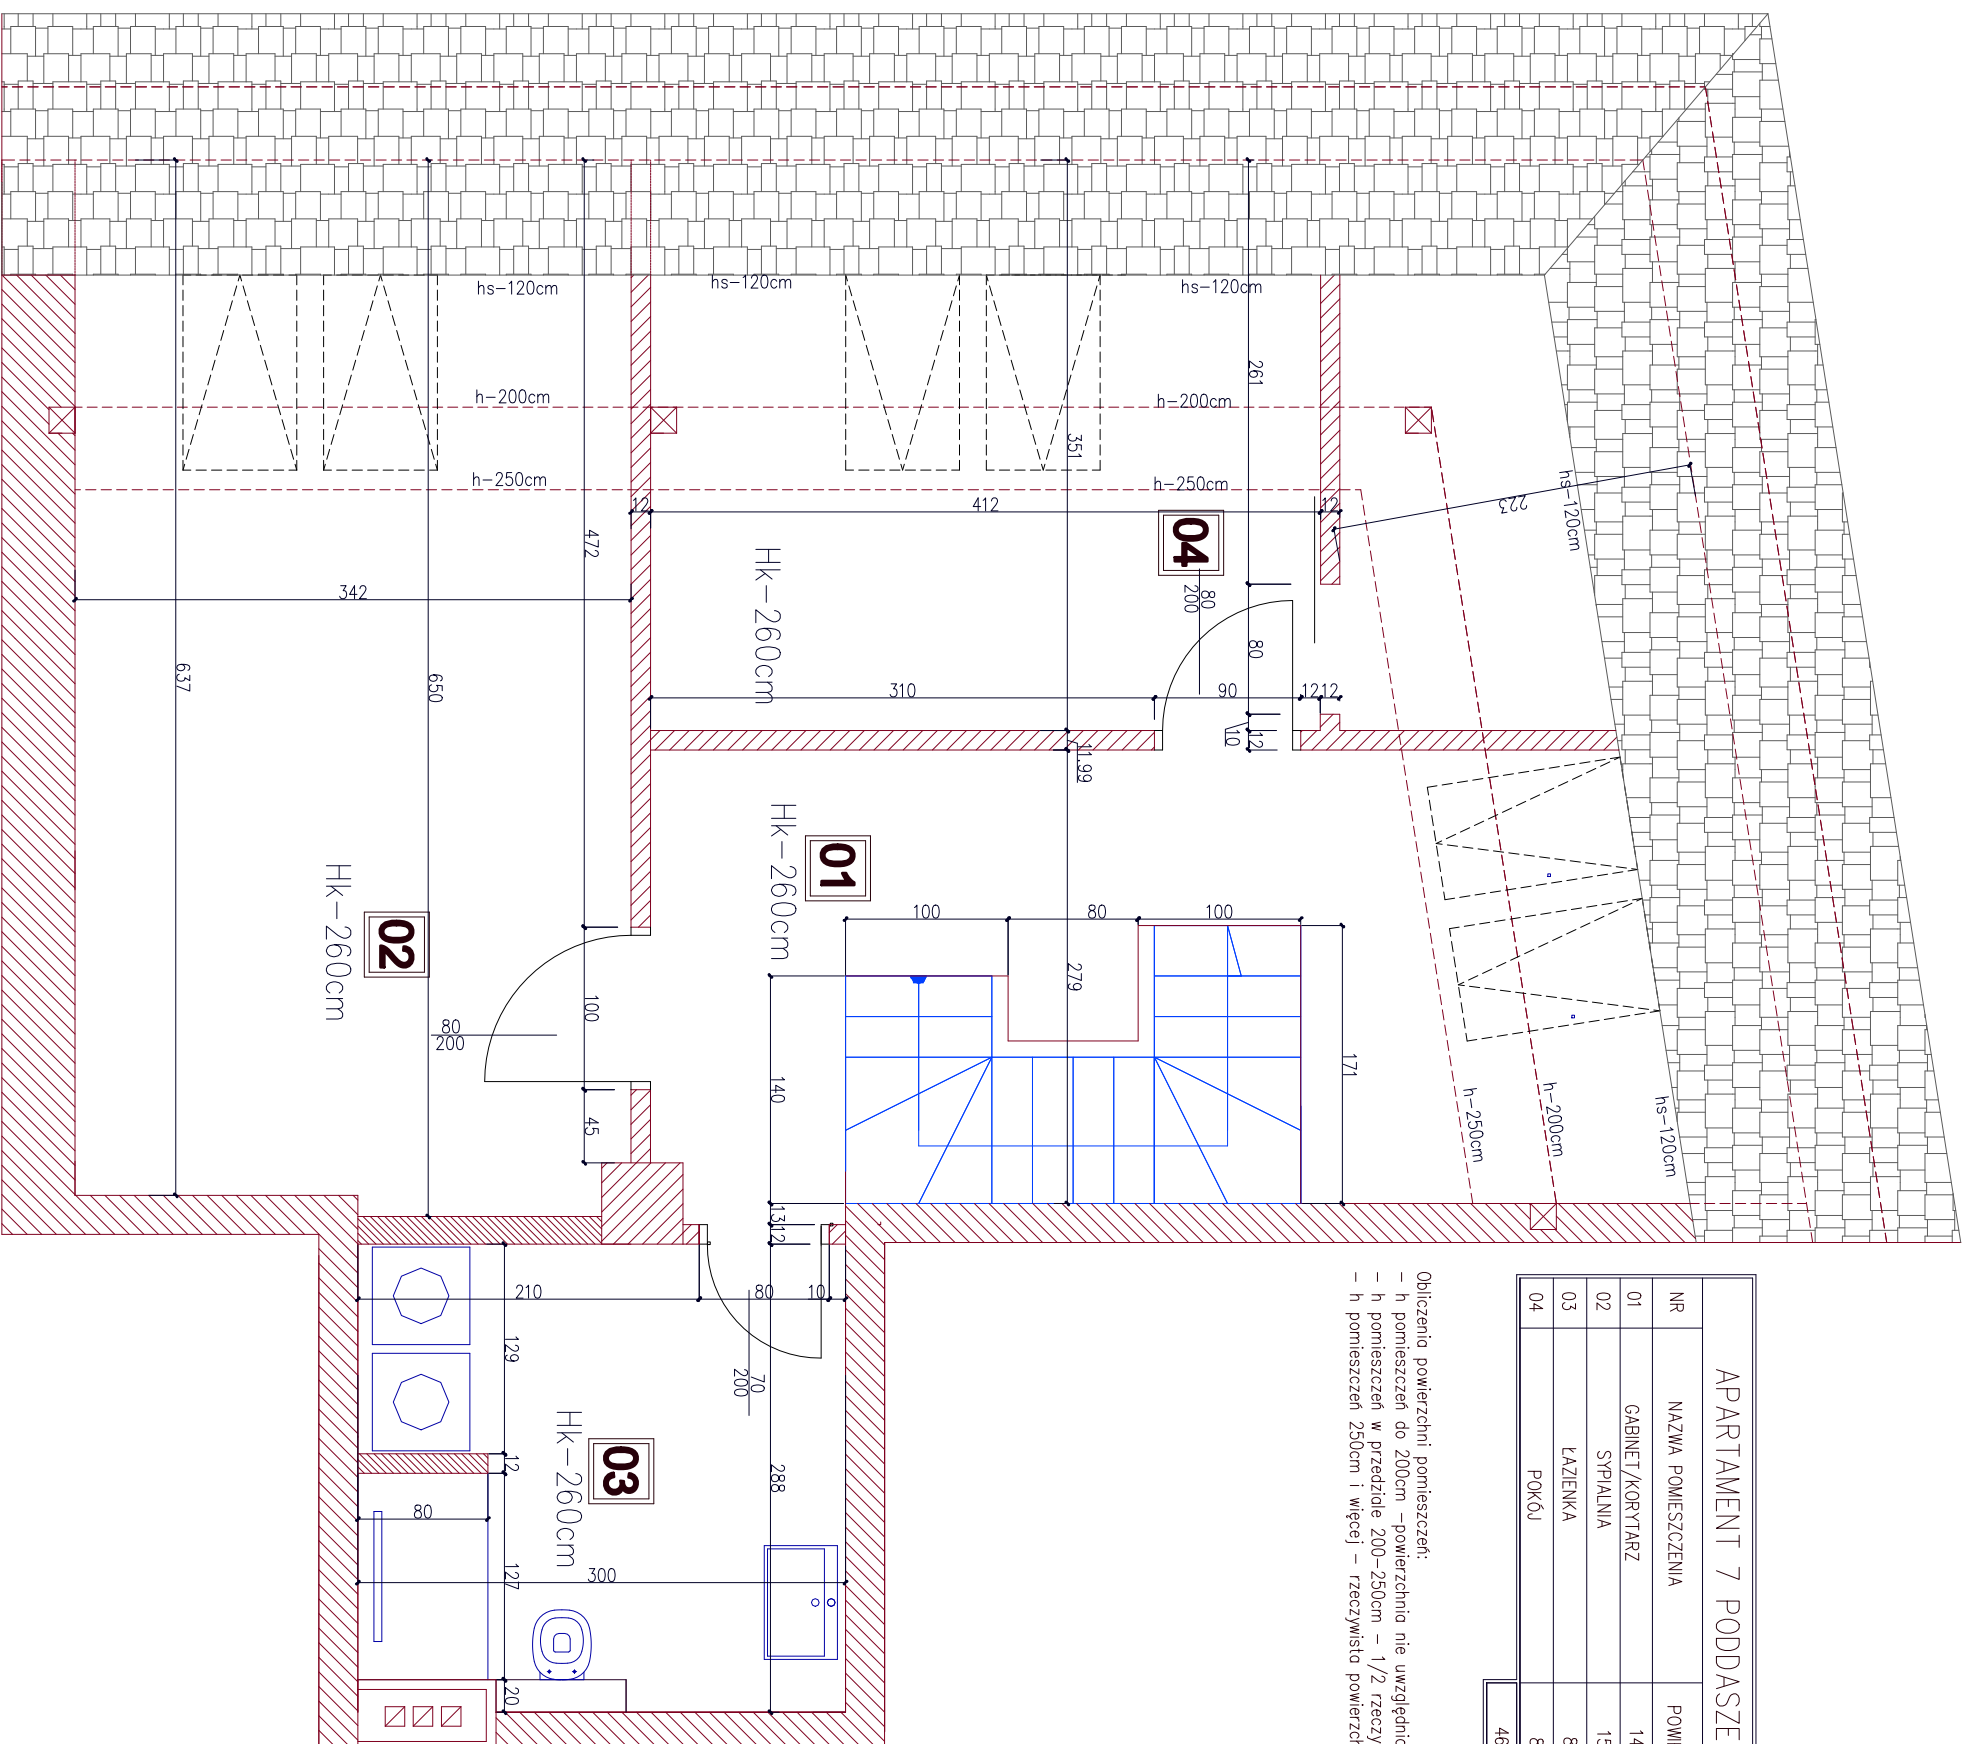 APARTAMENT 7 PODDASZE
NR NAZWA POMIESZCZENIA
01 GABINET/KORYTARZ
02 SYPIALNIA
03 ŁAZIENKA
04 POKÓJ
46
Obliczenia powierzchni pomieszczeń:
- h pomieszczeń do 200cm -powierzchnia nie
- h pomieszczeń w przedziale 200-250cm - 1/2
- h pomieszczeń 250cm i więcej - rzeczywista
hs-120cm
hs-120cm
hs-120cm
hs-120cm
hs-120cm
h-200cm
h-200cm
h-200cm
h-250cm
h-250cm
h-250cm
04
Hk-260cm
01
Hk-260cm
02
Hk-260cm
03
Hk-260cm
261
351
472
12
412
12
223
342
637
650
80
200
80
310
90
12
12
10
12
11.99
100
80
100
279
171
140
100
80
200
45
13
12
210
80
10
129
70
200
12
288
80
127
300
20